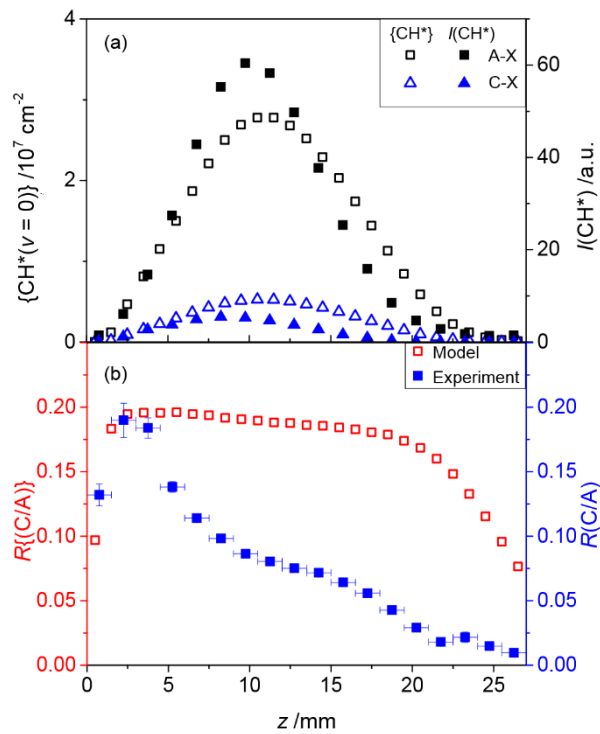 (a)
{CH*} I(CH*)
A-X
C-X
4
2
0
60
40
20
0
{CH*(v = 0)} /10⁷ cm⁻²
I(CH*) /a.u.
(b)
Model
Experiment
0.20
0.15
0.10
0.05
0.00
0.20
0.15
0.10
0.05
0.00
R{(C/A)}
R(C/A)
0 5 10 15 20 25
z /mm